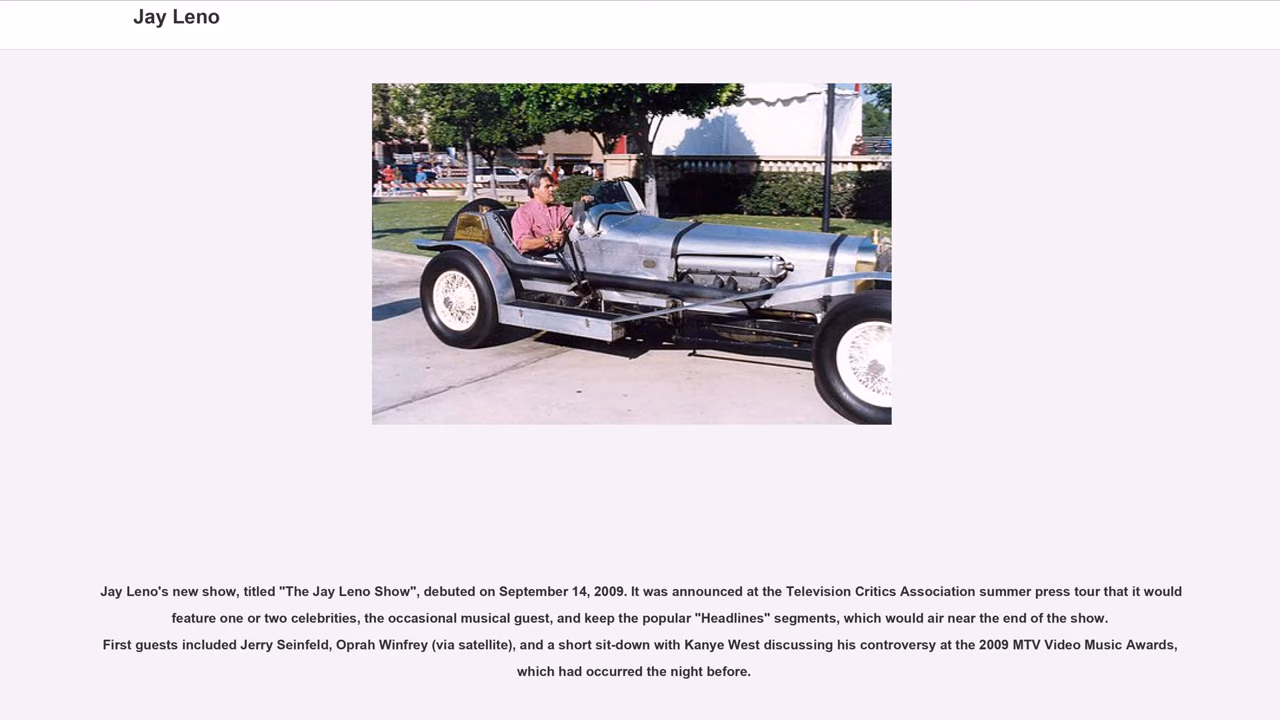 Jay Leno
Jay Leno's new show, titled "The Jay Leno Show", debuted on September 14, 2009. It was announced at the Television Critics Association summer press tour that it would
feature one or two celebrities, the occasional musical guest, and keep the popular "Headlines" segments, which would air near the end of the show.
First guests included Jerry Seinfeld, Oprah Winfrey (via satellite), and a short sit-down with Kanye West discussing his controversy at the 2009 MTV Video Music Awards,
which had occurred the night before.